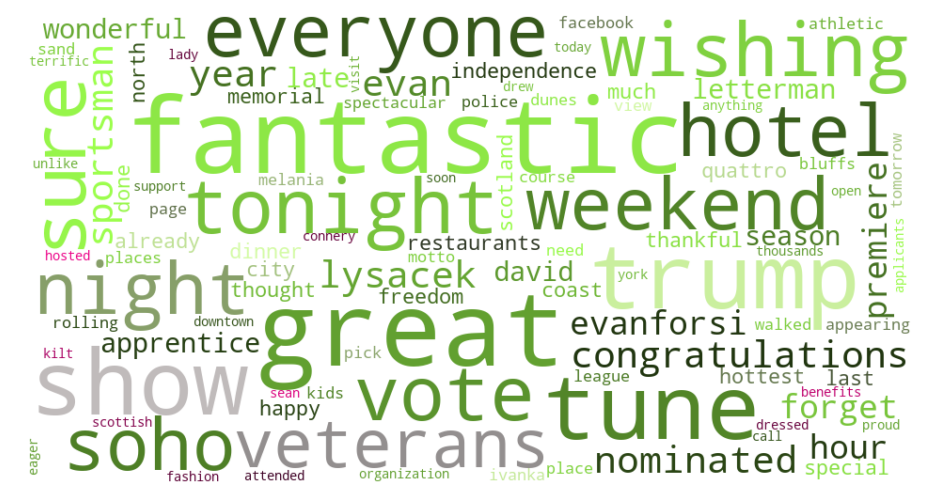 everyone
facebook
athletic
wonderful
wishing
sand
lady
today
terrific
north
year
late
visit
evan
independence
drew
much
letterman
memorial
spectacular
police
dunes
view
anything
sure
sportsman
fantastic
hotel
unlike
done
support
melania
soon
scotland
course
quattro
bluffs
tomorrow
open
page
tonight
weekend
premiere
connery
already
dinner
restaurants
need
thankful
season
hosted
places
motto
thousands
applicants
city
lysacek
david
coast
york
trump
night
thought
freedom
rolling
downtown
great
evanforsi
walked
appearing
apprentice
kilt
pick
congratulations
show
sean
kids
vote
league
hottest
last
benefits
tune
forget
scottish
happy
dressed
proud
soho
veterans
call
hour
eager
fashion
attended
organization
ivanka
place
nominated
special